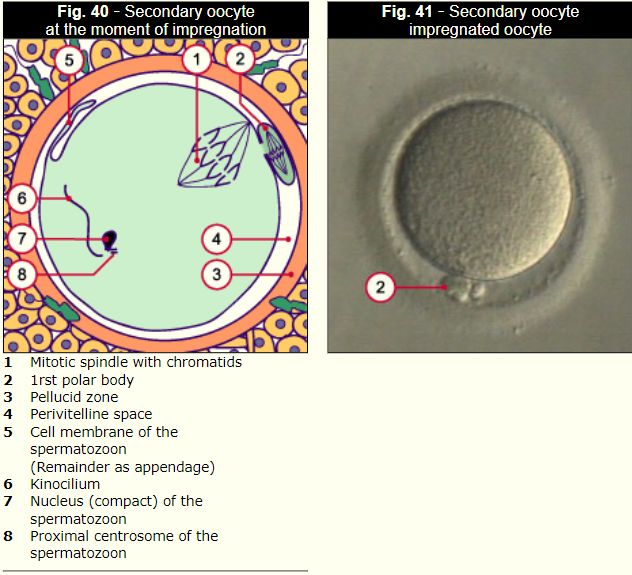 Fig. 40 - Secondary oocyte
at the moment of impregnation
5
1
2
6
7
4
8
3
1 Mitotic spindle with chromatids
2 1rst polar body
3 Pellucid zone
4 Perivitelline space
5 Cell membrane of the
spermatozoon
(Remainder as appendage)
6 Kinocilium
7 Nucleus (compact) of the
spermatozoon
8 Proximal centrosome of the
spermatozoon
Fig. 41 - Secondary oocyte
impregnated oocyte
2